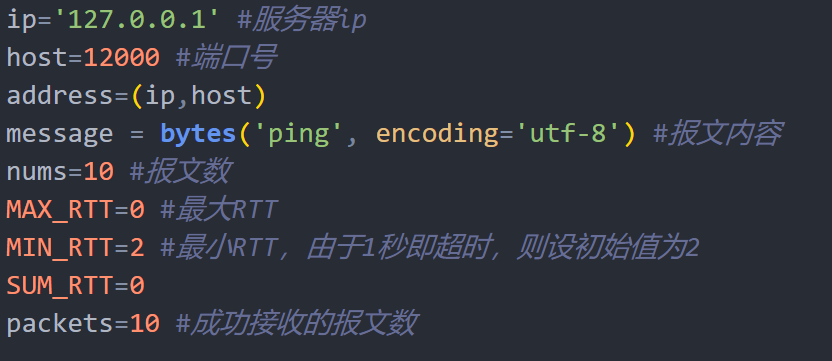 ip='127.0.0.1' #服务器ip
host=12000 #端口号
address=(ip,host)
message = bytes('ping', encoding='utf-8') #报文内容
nums=10 #报文数
MAX_RTT=0 #最大RTT
MIN_RTT=2 #最小RTT，由于1秒即超时，则设初始值为2
SUM_RTT=0
packets=10 #成功接收的报文数